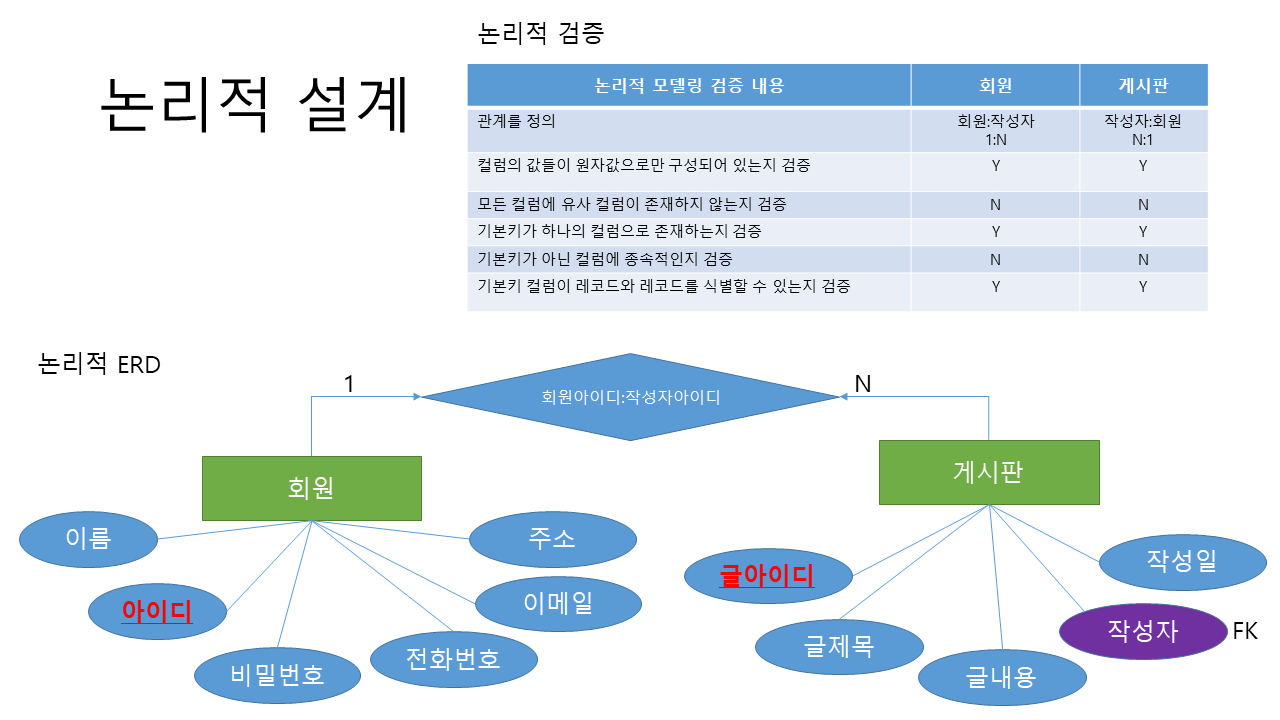 논리적 설계
논리적 검증
논리적 모델링 검증 내용 회원 게시판
관계를 정의 회원:작성자 작성자:회원
1:N N:1
컬럼의 값들이 원자값으로만 구성되어 있는지 검증 Y Y
모든 컬럼에 유사 컬럼이 존재하지 않는지 검증 N N
기본키가 하나의 컬럼으로 존재하는지 검증 Y Y
기본키가 아닌 컬럼에 종속적인지 검증 N N
기본키 컬럼이 레코드와 레코드를 식별할 수 있는지 검증 Y Y
논리적 ERD
1
회원아이디:작성자아이디
N
회원
이름
아이디
비밀번호
전화번호
이메일
주소
게시판
글아이디
글제목
글내용
작성자
FK
작성일